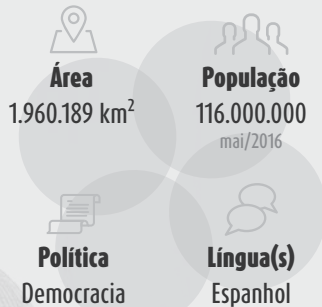 Área
1.960.189 km²
População
116.000.000
mai/2016
Política
Democracia
Língua(s)
Espanhol